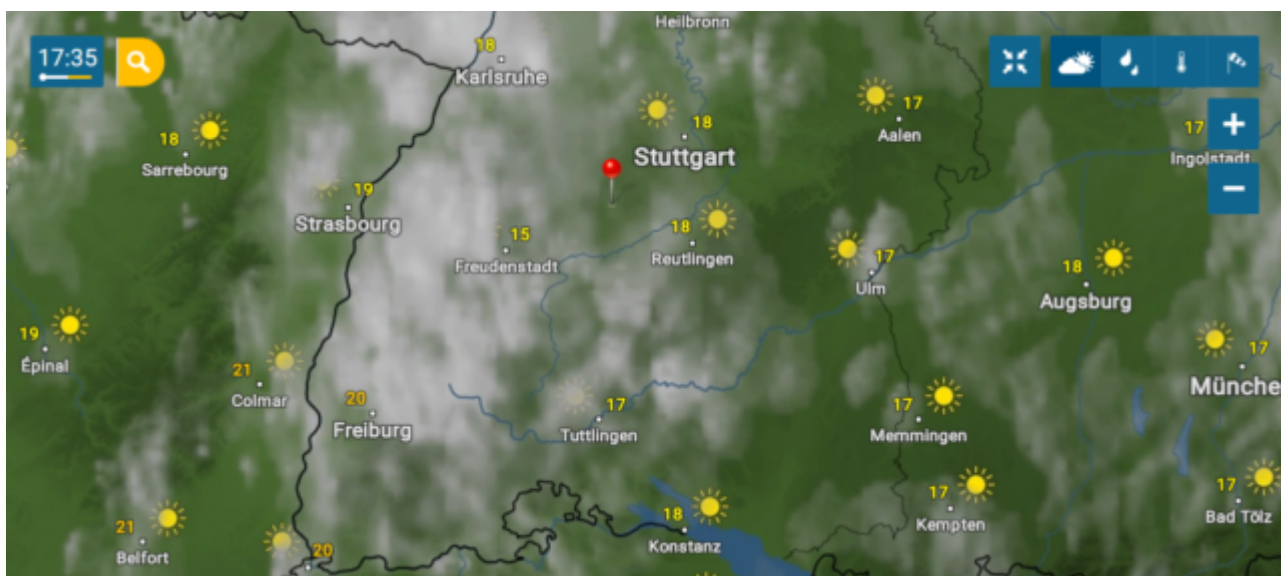 Heilbronn
17:35
18
Karlsruhe
17
Aalen
18
Stuttgart
17
Ingolstadt
18
Sarrebourg
19
Strasbourg
15
Freudenstadt
18
Reutlingen
17
Ulm
18
Augsburg
19
Épinal
17
Münche
21
Colmar
20
Freiburg
17
Tuttlingen
17
Memmingen
17
Kempten
17
Bad Tölz
21
Belfort
20
18
Konstanz